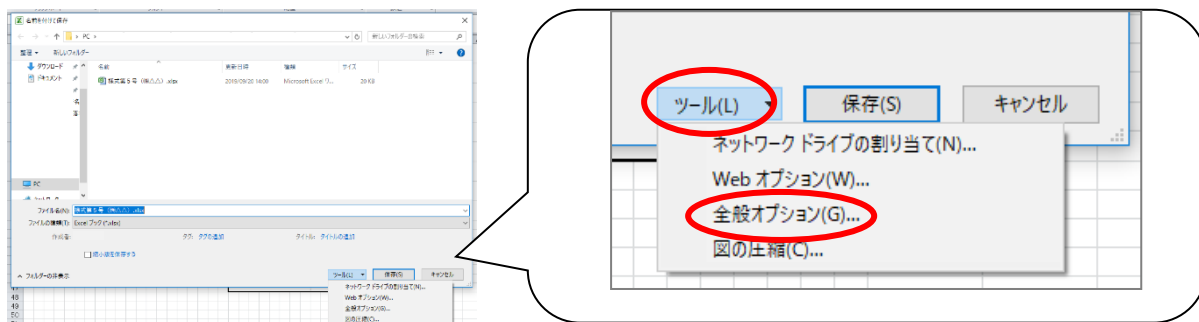 名前を付けて保存
PC
整理
新しいフォルダー
ダウンロード
ドキュメント
名前
更新日時
種類
サイズ
様式第5号（㈱△△）.xlsx
2019/09/20 14:00
Microsoft Excel ワ...
20 KB
PC
ファイル名(N):
様式第5号（㈱△△）.xlsx
ファイルの種類(T):
Excel ブック (*.xlsx)
作成者:
タグ: タグの追加
タイトル: タイトルの追加
縮小版を保存する
フォルダーの非表示
ツール(L)
保存(S)
キャンセル
ネットワーク ドライブの割り当て(N)...
Web オプション(W)...
全般オプション(G)...
図の圧縮(C)...
48
49
50
ツール(L)
保存(S)
キャンセル
ネットワーク ドライブの割り当て(N)...
Web オプション(W)...
全般オプション(G)...
図の圧縮(C)...